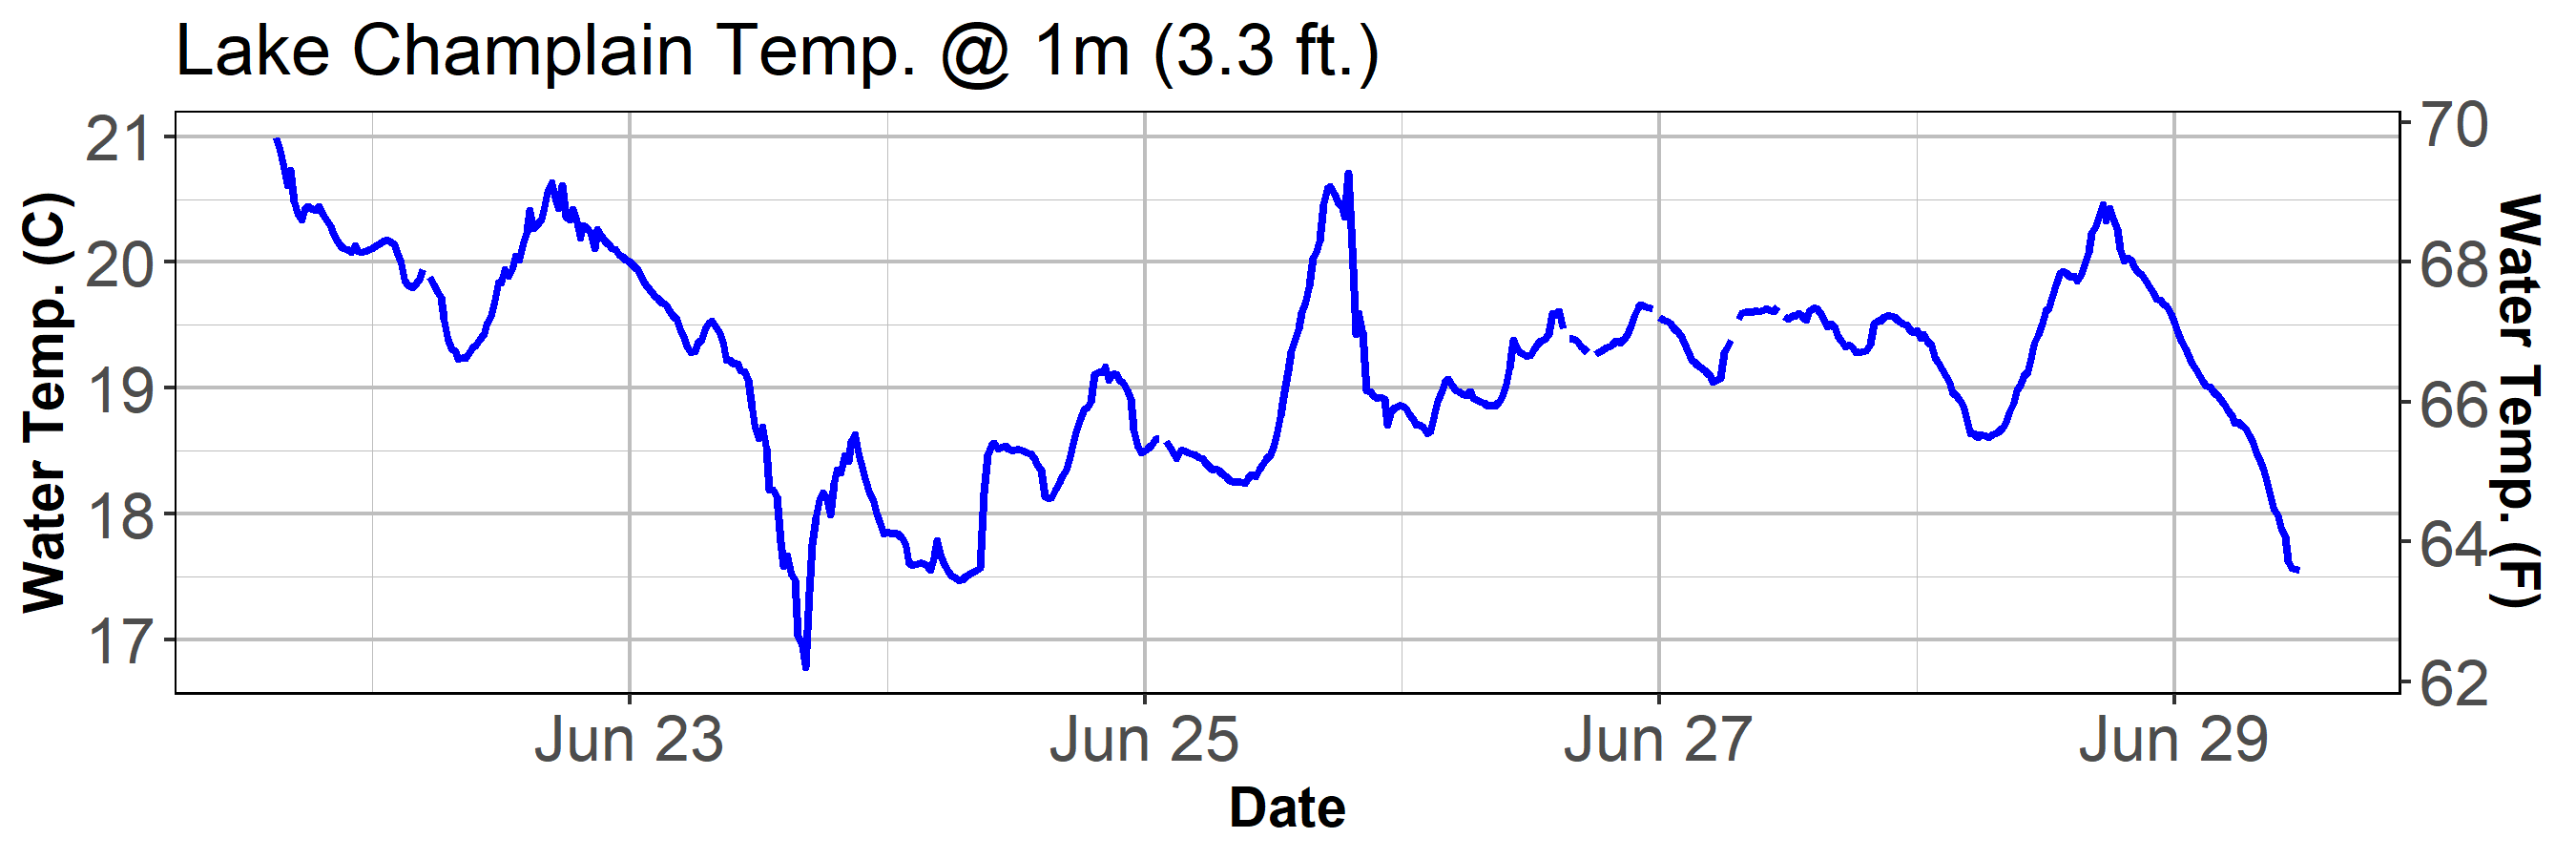 Lake Champlain Temp. @ 1m (3.3 ft.)
Water Temp. (C)
21
20
19
18
17
70
68
66
64
62
Water Temp. (F)
Jun 23 Jun 25 Jun 27 Jun 29
Date